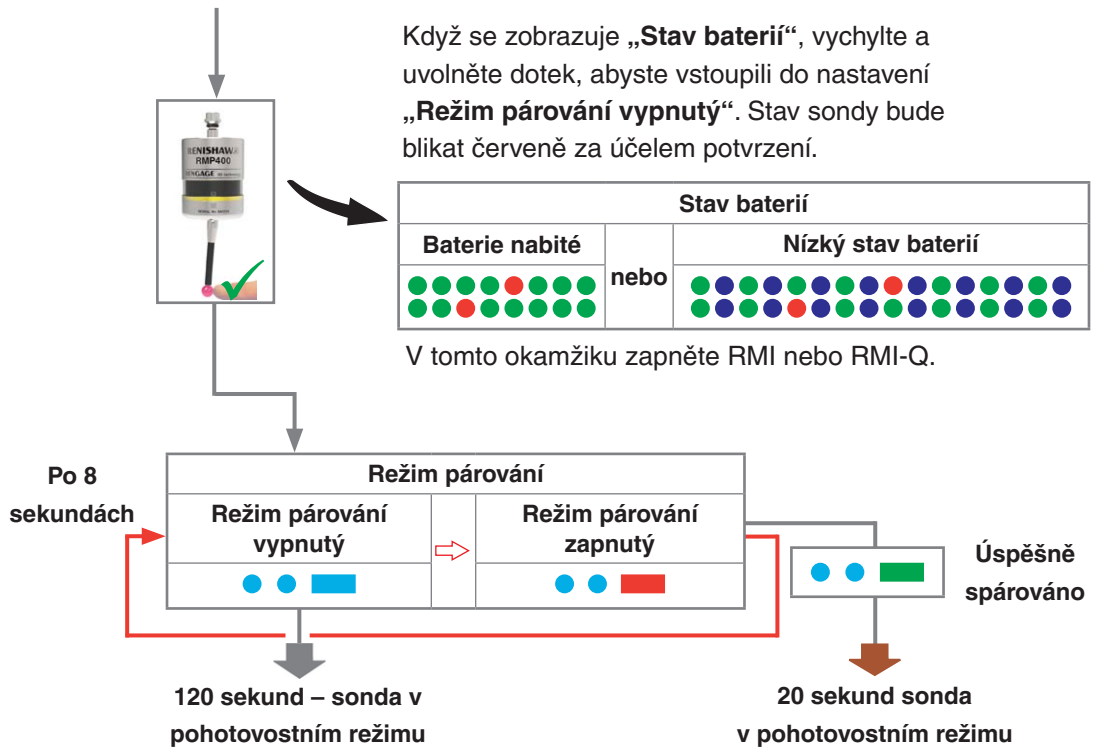 Když se zobrazuje „Stav baterií“, vychylte a
uvolněte dotek, abyste vstoupili do nastavení
„Režim párování vypnutý“. Stav sondy bude
blikat červeně za účelem potvrzení.
RENISHAW
RMP400
ENGAGE
Stav baterií
Baterie nabité
nebo
Nízký stav baterií
V tomto okamžiku zapněte RMI nebo RMI-Q.
Po 8
sekundách
Režim párování
Režim párování
vypnutý
Režim párování
zapnutý
Úspěšně
spárováno
120 sekund – sonda v
pohotovostním režimu
20 sekund sonda
v pohotovostním režimu